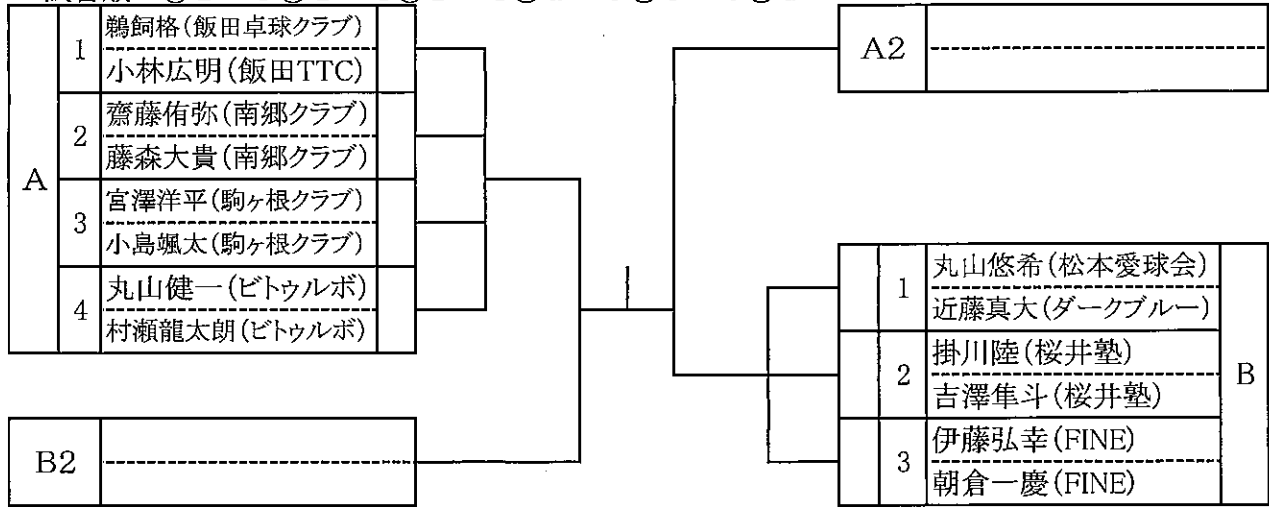 A
1
鵜飼格(飯田卓球クラブ)
小林広明(飯田TTC)
2
齋藤侑弥(南郷クラブ)
藤森大貴(南郷クラブ)
3
宮澤洋平(駒ヶ根クラブ)
小島颯太(駒ヶ根クラブ)
4
丸山健一(ビトゥルボ)
村瀬龍太朗(ビトゥルボ)
B2
A2
1
丸山悠希(松本愛球会)
近藤真大(ダークブルー)
2
掛川陸(桜井塾)
吉澤隼斗(桜井塾)
3
伊藤弘幸(FINE)
朝倉一慶(FINE)
B